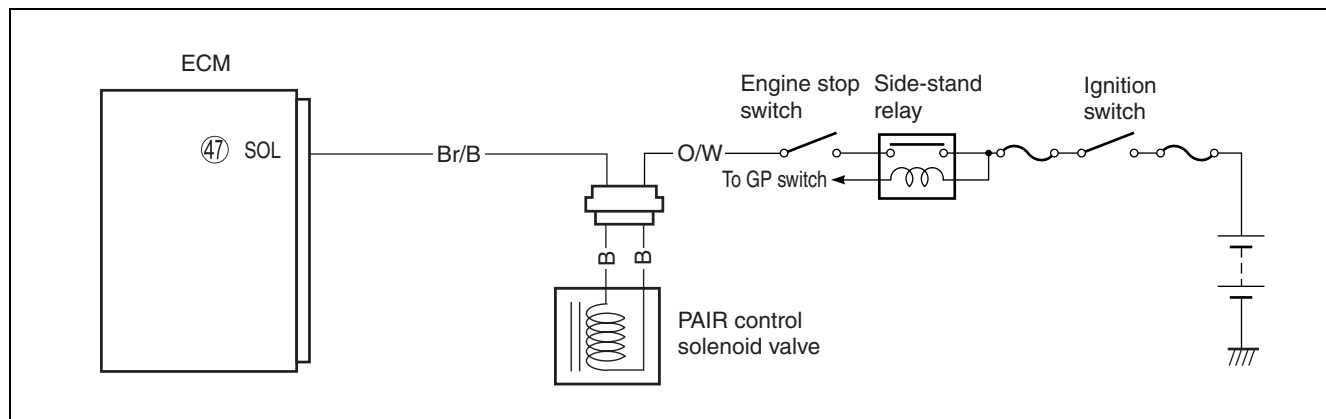 ECM
47 SOL
Br/B
O/W
Engine stop
switch
Side-stand
relay
Ignition
switch
To GP switch
B
B
PAIR control
solenoid valve